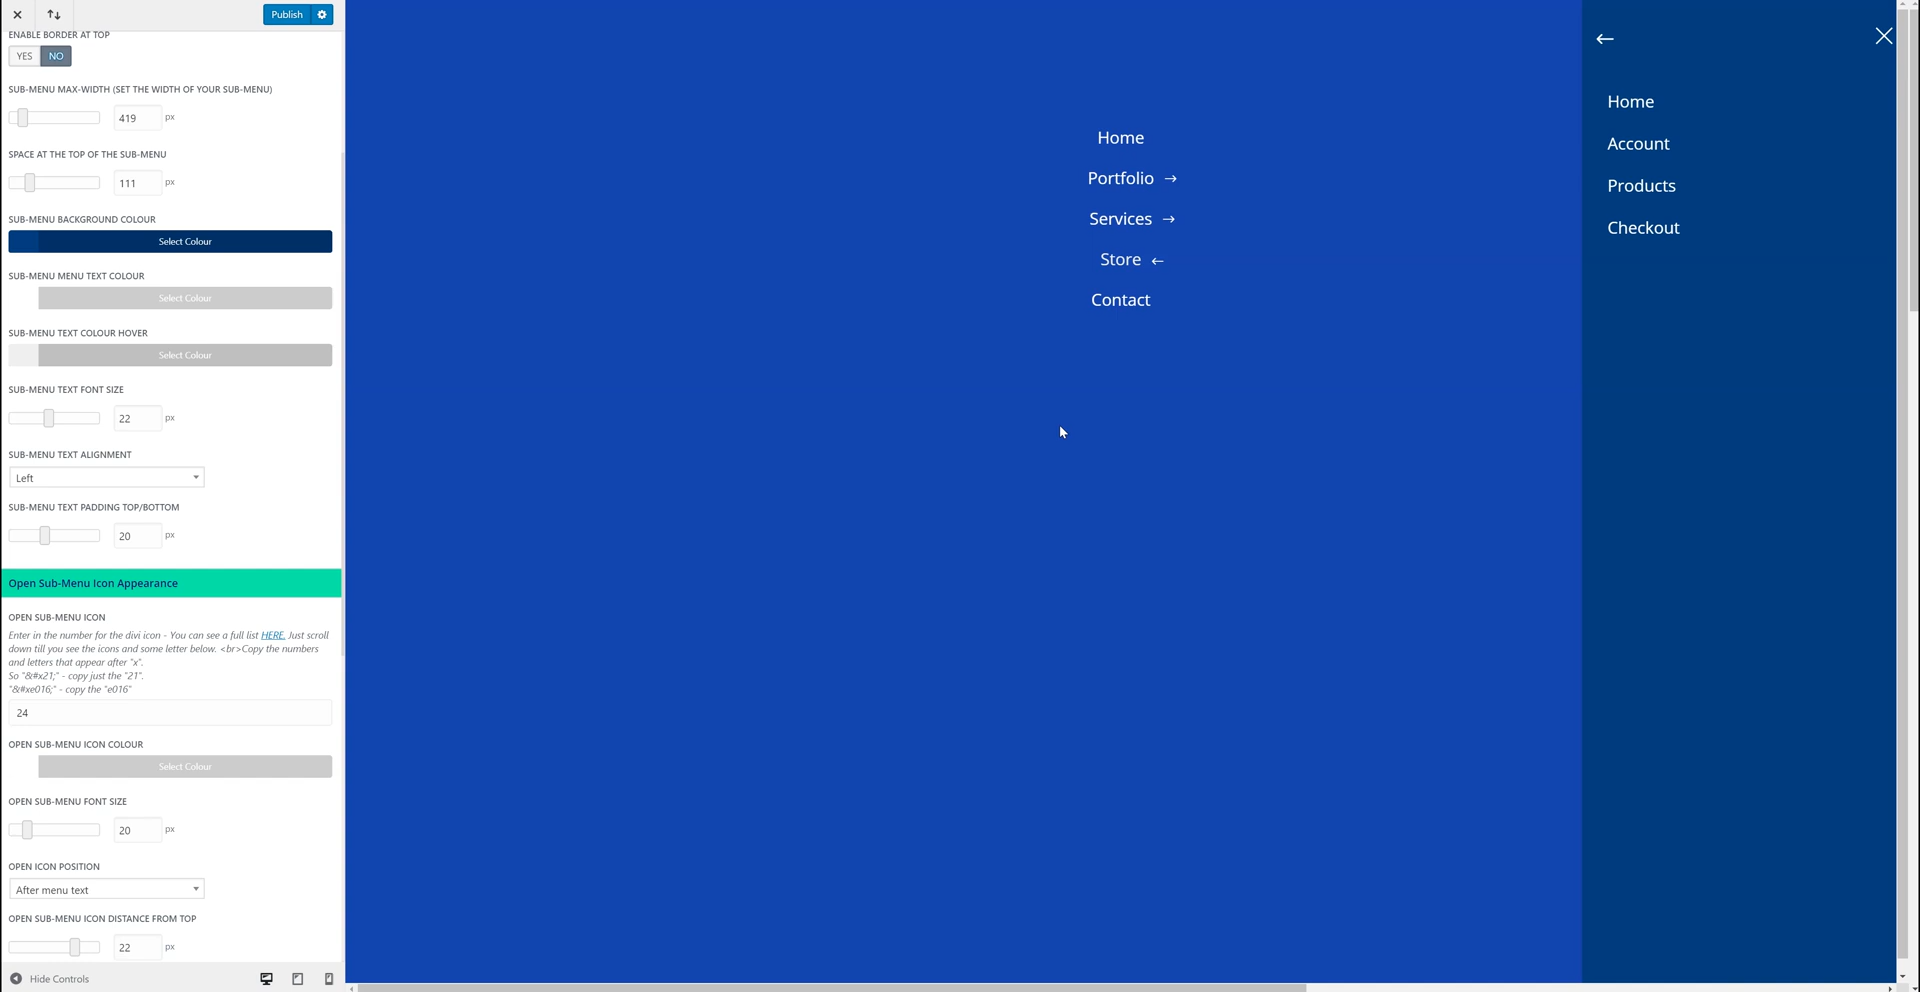 Publish
ENABLE BORDER AT TOP
YES NO
SUB-MENU MAX-WIDTH (SET THE WIDTH OF YOUR SUB-MENU)
419 px
SPACE AT THE TOP OF THE SUB-MENU
111 px
SUB-MENU BACKGROUND COLOUR
Select Colour
SUB-MENU MENU TEXT COLOUR
Select Colour
SUB-MENU TEXT COLOUR HOVER
Select Colour
SUB-MENU TEXT FONT SIZE
22 px
SUB-MENU TEXT ALIGNMENT
Left
SUB-MENU TEXT PADDING TOP/BOTTOM
20 px
Open Sub-Menu Icon Appearance
OPEN SUB-MENU ICON
Enter in the number for the divi icon - You can see a full list HERE. Just scroll
down till you see the icons and some letter below. <br>Copy the numbers
and letters that appear after "x".
So "&#x21;" - copy just the "21".
"&#xe016;" - copy the "e016"
24
OPEN SUB-MENU ICON COLOUR
Select Colour
OPEN SUB-MENU FONT SIZE
20 px
OPEN ICON POSITION
After menu text
OPEN SUB-MENU ICON DISTANCE FROM TOP
22 px
Hide Controls
Home
Portfolio →
Services →
Store ←
Contact
←
Home
Account
Products
Checkout